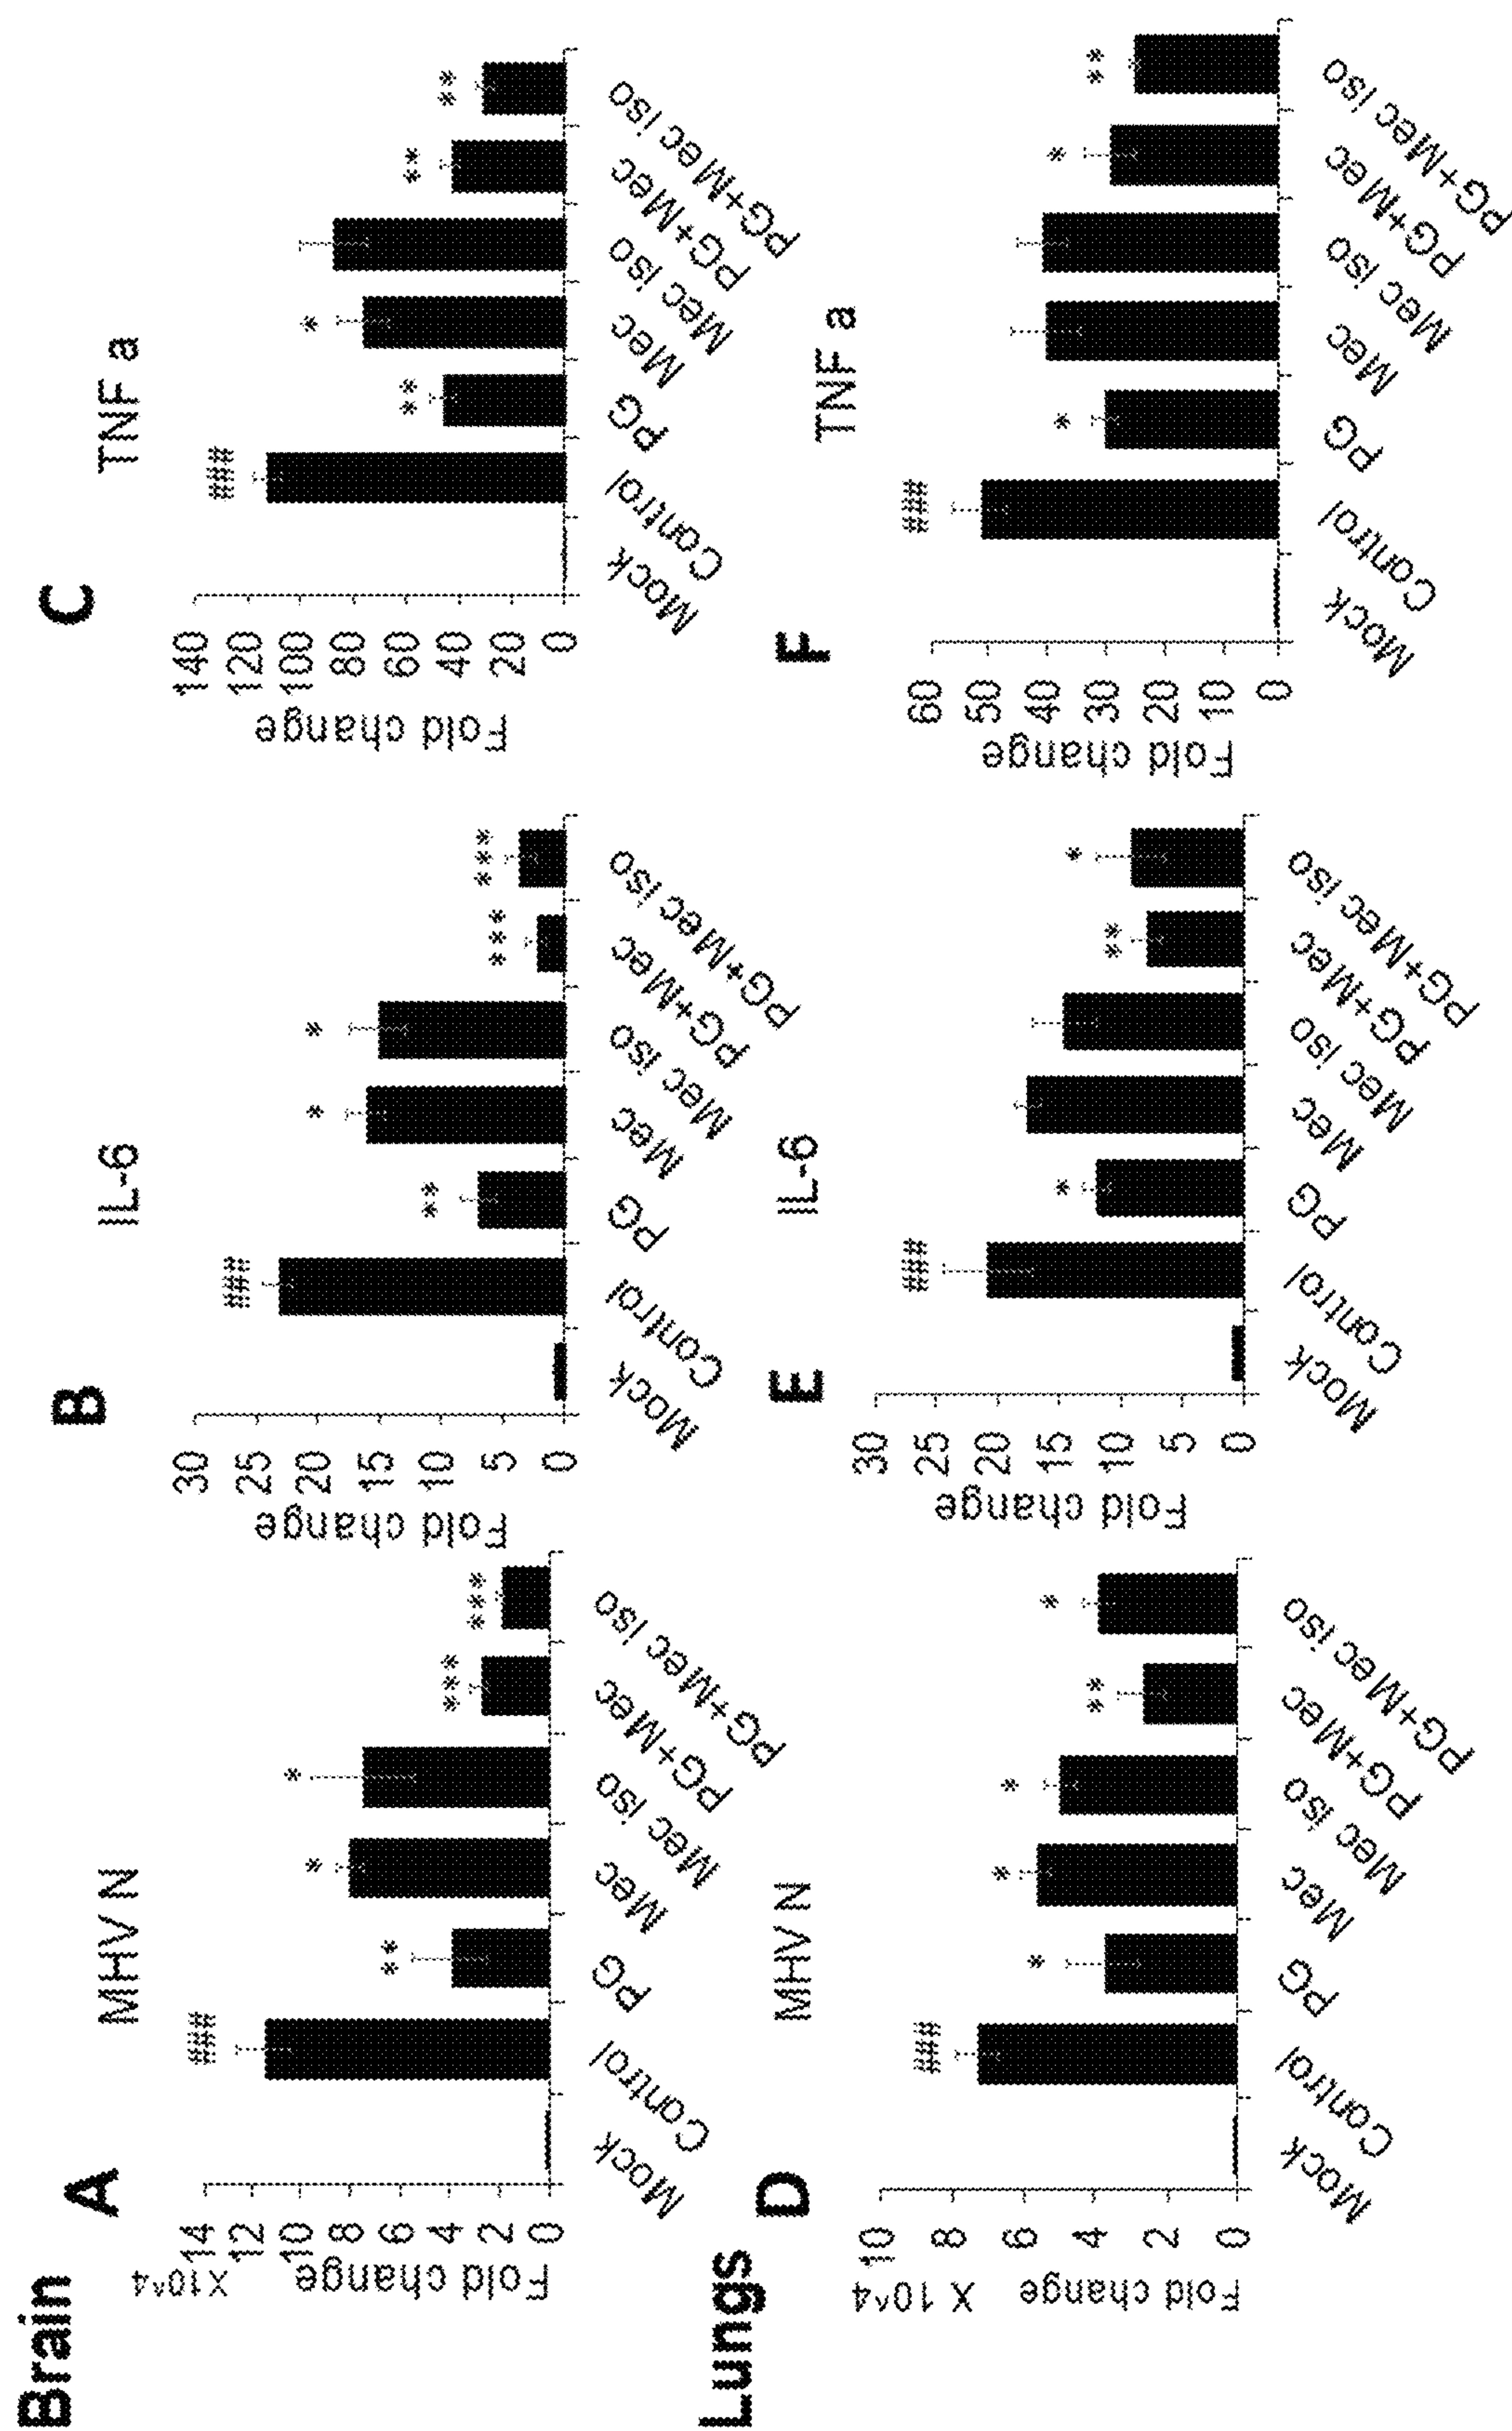 Brain
A
MHV N
X10^4
Fold change
14
12
10
8
6
4
2
0
###
**
*
*
***
***
Mock
Control
PG
Mec
Mec iso
PG+Mec
PG+Mec iso
B
IL-6
Fold change
30
25
20
15
10
5
0
###
**
*
*
***
***
Mock
Control
PG
Mec
Mec iso
PG+Mec
PG+Mec iso
C
TNF a
Fold change
140
120
100
80
60
40
20
0
###
**
*
**
**
Mock
Control
PG
Mec
Mec iso
PG+Mec
PG+Mec iso
Lungs
D
MHV N
X 10^4
Fold change
10
8
6
4
2
0
###
*
*
*
**
*
Mock
Control
PG
Mec
Mec iso
PG+Mec
PG+Mec iso
E
IL-6
Fold change
30
25
20
15
10
5
0
###
*
**
*
Mock
Control
PG
Mec
Mec iso
PG+Mec
PG+Mec iso
F
TNF a
Fold change
60
50
40
30
20
10
0
###
*
*
**
Mock
Control
PG
Mec
Mec iso
PG+Mec
PG+Mec iso